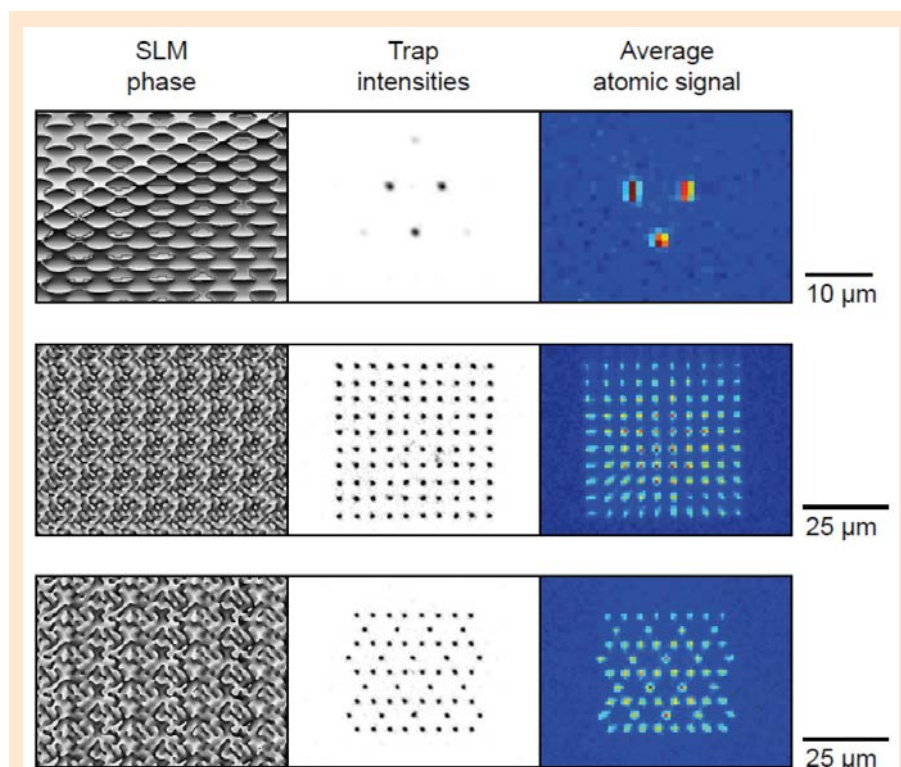 SLM
phase
Trap
intensities
Average
atomic signal
10 µm
25 µm
25 µm